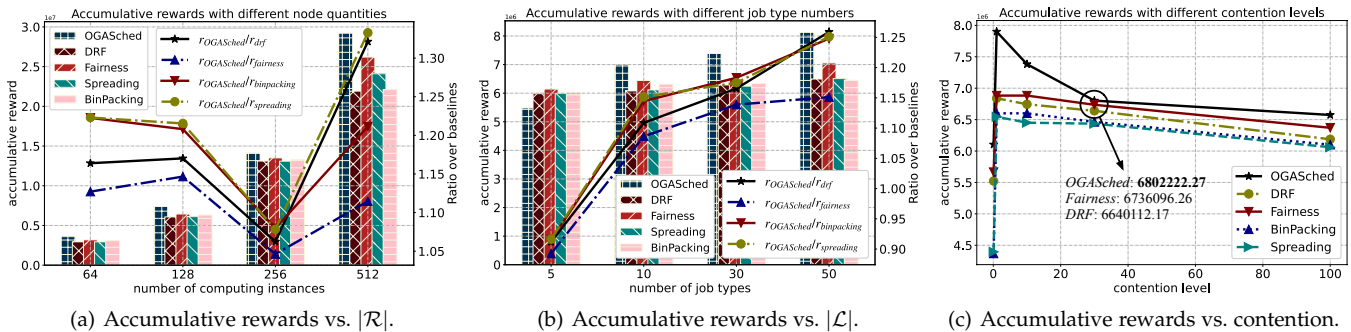 Accumulative rewards with different node quantities
1e7
3.0
2.5
2.0
1.5
1.0
0.5
0.0
accumulative reward
OGASched
DRF
Fairness
Spreading
BinPacking
r_OGASched/r_drf
r_OGASched/r_fairness
r_OGASched/r_binpacking
r_OGASched/r_spreading
1.30
1.25
1.20
1.15
1.10
1.05
Ratio over baselines
64 128 256 512
number of computing instances
(a) Accumulative rewards vs. |ℛ|.
Accumulative rewards with different job type numbers
1e6
8
7
6
5
4
3
2
1
0
accumulative reward
OGASched
DRF
Fairness
Spreading
BinPacking
r_OGASched/r_drf
r_OGASched/r_fairness
r_OGASched/r_binpacking
r_OGASched/r_spreading
1.25
1.20
1.15
1.10
1.05
1.00
0.95
0.90
Ratio over baselines
5 10 30 50
number of job types
(b) Accumulative rewards vs. |ℒ|.
Accumulative rewards with different contention levels
1e6
8.0
7.5
7.0
6.5
6.0
5.5
5.0
4.5
accumulative reward
OGASched: 6802222.27
Fairness: 6736096.26
DRF: 6640112.17
OGASched
DRF
Fairness
BinPacking
Spreading
0 20 40 60 80 100
contention level
(c) Accumulative rewards vs. contention.